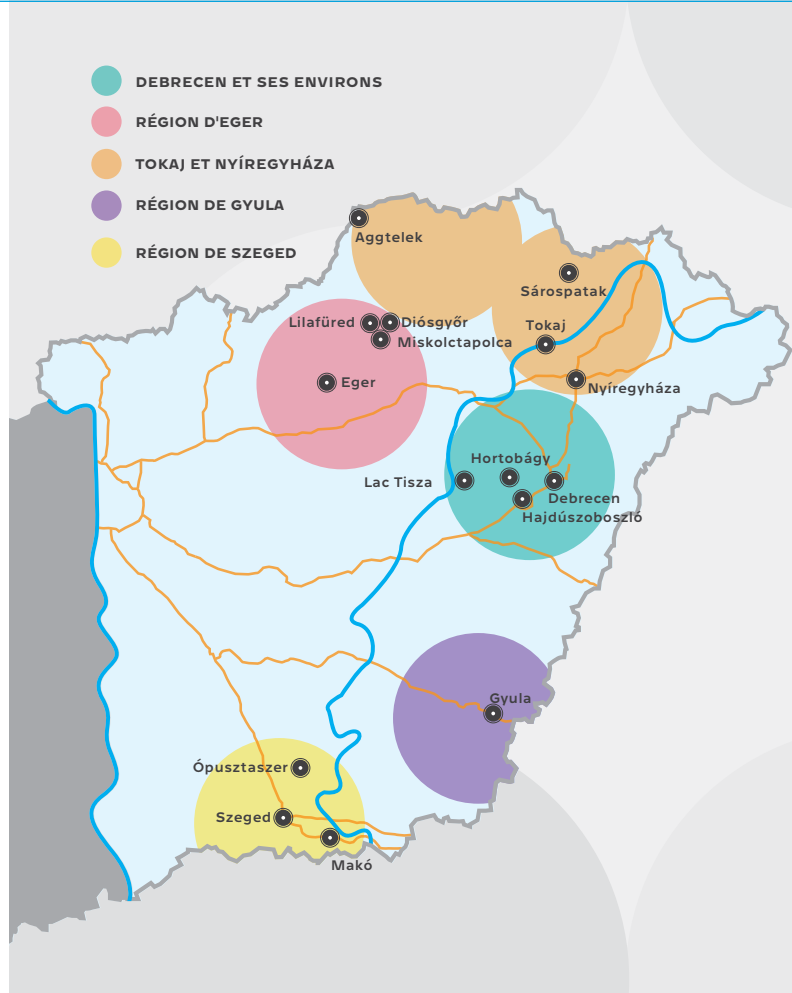 DEBRECEN ET SES ENVIRONS
RÉGION D'EGER
TOKAJ ET NYÍREGYHÁZA
RÉGION DE GYULA
RÉGION DE SZEGED
Aggtelek
Sárospatak
Lilafüred
Diósgyőr
Tokaj
Miskolctapolca
Eger
Nyíregyháza
Hortobágy
Lac Tisza
Debrecen
Hajdúszoboszló
Gyula
Ópusztaszer
Szeged
Makó